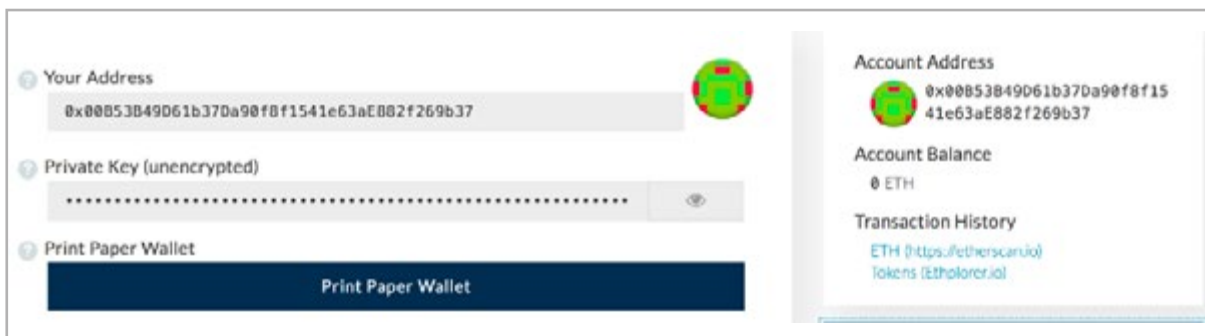 Your Address
0x00B53B49D61b37Da90f8f1541e63aE882f269b37
Private Key (unencrypted)
Print Paper Wallet
Print Paper Wallet
Account Address
0x00B53B49D61b37Da90f8f15
41e63aE882f269b37
Account Balance
0 ETH
Transaction History
ETH (https://etherscan.io)
Tokens (Ethplorer.io)